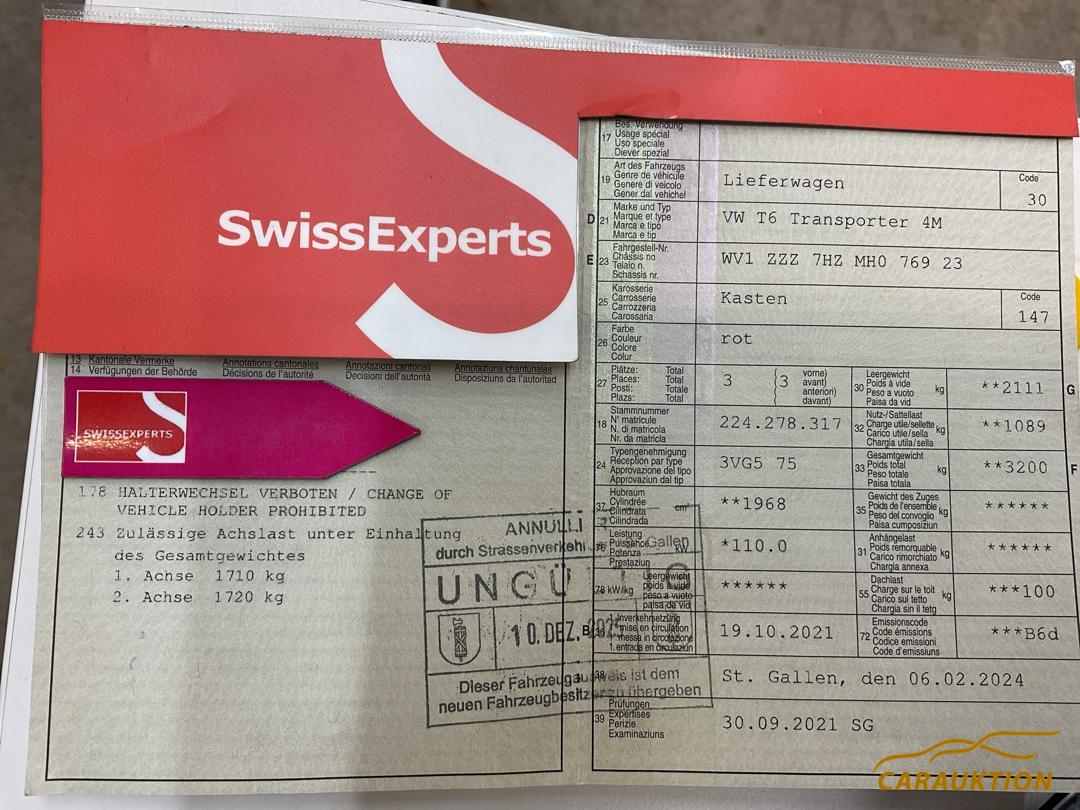 SwissExperts
13 Kantonale Vermerke Annotations cantonales Annotazioni cantonali Annotaziuns chantunalas
14 Verfügungen der Behörde Décisions de l'autorité Decisioni dell'autorità Disposiziuns da l'autoritad
SWISSEXPERTS
178 HALTERWECHSEL VERBOTEN / CHANGE OF
VEHICLE HOLDER PROHIBITED
243 Zulässige Achslast unter Einhaltung
des Gesamtgewichtes
1. Achse 1710 kg
2. Achse 1720 kg
ANNULLI
durch Strassenverkehr Gallen
UNGÜ
10. DEZ.
Dieser Fahrzeugausweis ist dem
neuen Fahrzeugbesitzer zu übergeben
Bes. Verwendung
17 Usage spécial
Uso speciale
Diever spezial
Art des Fahrzeugs
19 Genre de véhicule
Genere di veicolo
Gener dal vehichel
Lieferwagen
Code
30
Marke und Typ
D 21 Marque et type
Marca e tipo
Marca e tip
VW T6 Transporter 4M
Fahrgestell-Nr.
E 23 Châssis no
Telaio n.
Schassis nr.
WV1 ZZZ 7HZ MH0 769 23
Karosserie
25 Carrosserie
Carrozzeria
Carossaria
Kasten
Code
147
Farbe
26 Couleur
Colore
Colur
rot
Plätze: Total
27 Places: Total
Posti: Totale
Plazs: Total
3 (3 vorne)
avant)
anteriori)
davant)
Leergewicht
30 Poids à vide kg
Peso a vuoto
Paisa da vid
**2111 G
Stammnummer
18 N° matricule
N. di matricola
Nr. da matricla
224.278.317
Nutz-/Sattellast
32 Charge utile/sellette kg
Carico utile/sella
Chargia utila/sella
**1089
Typengenehmigung
24 Réception par type
Approvazione del tipo
Approvaziun dal tip
3VG5 75
Gesamtgewicht
33 Poids total kg
Peso totale
Paisa totala
**3200 F
Hubraum
37 Cylindrée cm³
Cilindrata
Cilindrada
**1968
Gewicht des Zuges
35 Poids de l'ensemble kg
Peso del convoglio
Paisa cumposiziun
******
Leistung
76 Puissance kW
Potenza
Prestaziun
*110.0
Anhängelast
31 Poids remorquable kg
Carico rimorchiato
Chargia annexa
******
78 kW/kg
Leergewicht
poids à vide
peso a vuoto
paisa da vid
******
Dachlast
55 Charge sur le toit kg
Carico sul tetto
Chargia sin il tetg
***100
B 36 Inverkehrsetzung
mise en circulation
messa in circolazione
1. entrada en circulaziun
19.10.2021
Emissionscode
72 Code émissions
Codice emissioni
Code d'emissiuns
***B6d
38
St. Gallen, den 06.02.2024
Prüfungen
39 Expertises
Perizie
Examinaziuns
30.09.2021 SG
CARAUKTION